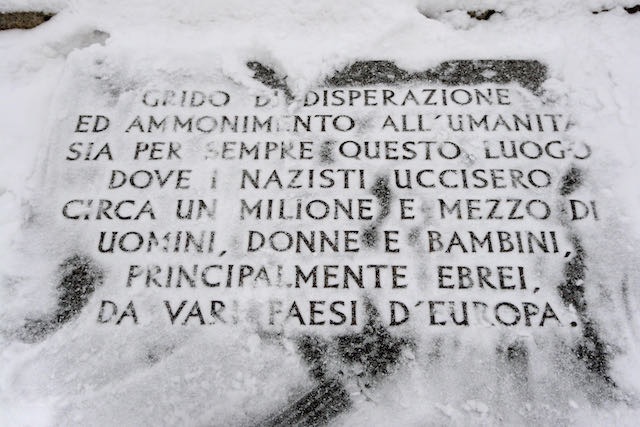 GRIDO DI DISPERAZIONE
ED AMMONIMENTO ALL'UMANITÀ
SIA PER SEMPRE QUESTO LUOGO
DOVE I NAZISTI UCCISERO
CIRCA UN MILIONE E MEZZO DI
UOMINI, DONNE E BAMBINI,
PRINCIPALMENTE EBREI,
DA VARI PAESI D'EUROPA.